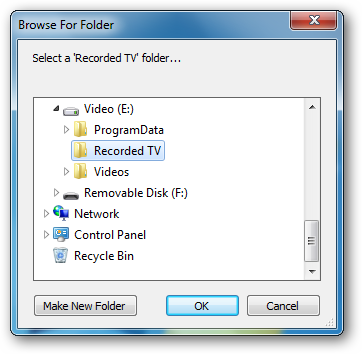 Browse For Folder
Select a 'Recorded TV' folder...
Video (E:)
ProgramData
Recorded TV
Videos
Removable Disk (F:)
Network
Control Panel
Recycle Bin
Make New Folder OK Cancel